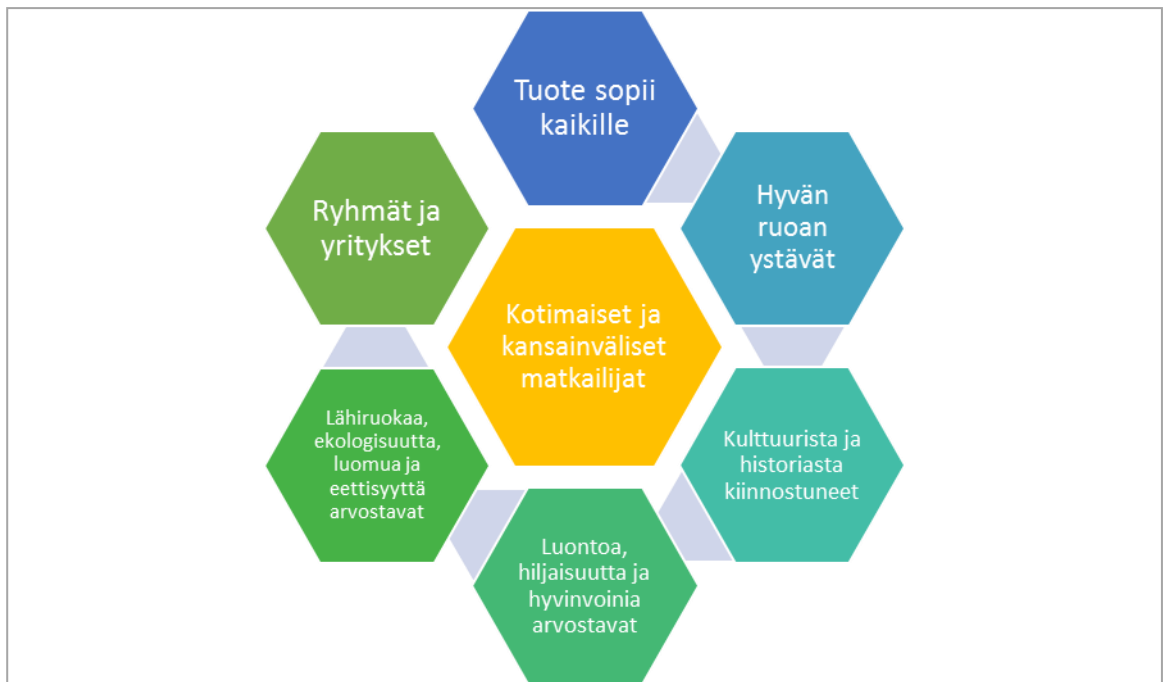 Tuote sopii
kaikille
Hyvän
ruoan
ystävät
Kulttuurista ja
historiasta
kiinnostuneet
Luontoa,
hiljaisuutta ja
hyvinvoinia
arvostavat
Lähiruokaa,
ekologisuutta,
luomua ja
eettisyyttä
arvostavat
Ryhmät ja
yritykset
Kotimaiset ja
kansainväliset
matkailijat